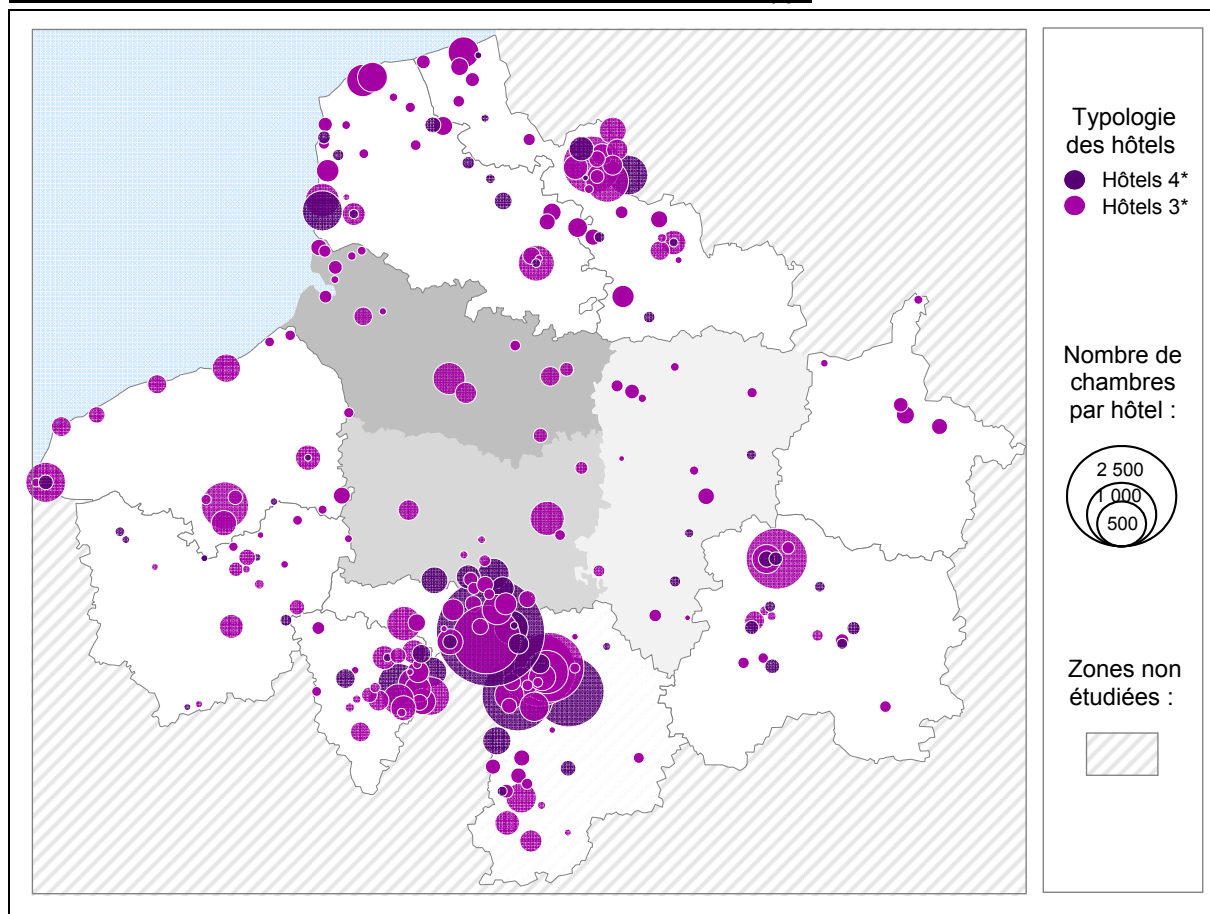 Typologie
des hôtels
Hôtels 4*
Hôtels 3*
Nombre de
chambres
par hôtel :
2 500
1 000
500
Zones non
étudiées :